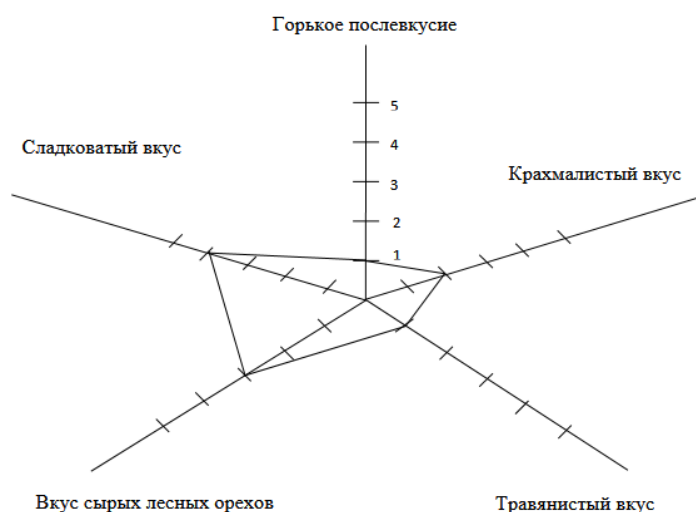 Горькое послевкусие
5
4
Сладковатый вкус
3
Крахмалистый вкус
2
1
Вкус сырых лесных орехов
Травянистый вкус